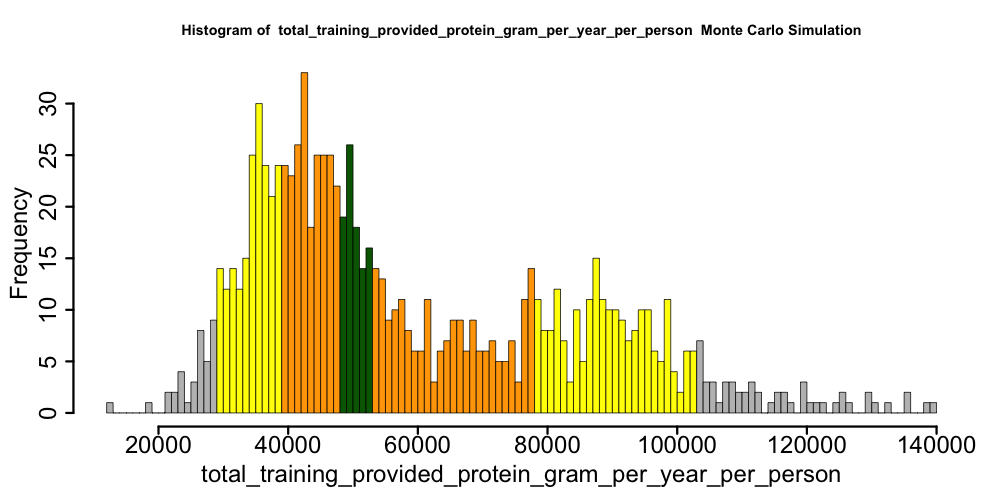 Histogram of total_training_provided_protein_gram_per_year_per_person Monte Carlo Simulation
Frequency
30
25
20
15
10
5
0
20000 40000 60000 80000 100000 120000 140000
total_training_provided_protein_gram_per_year_per_person